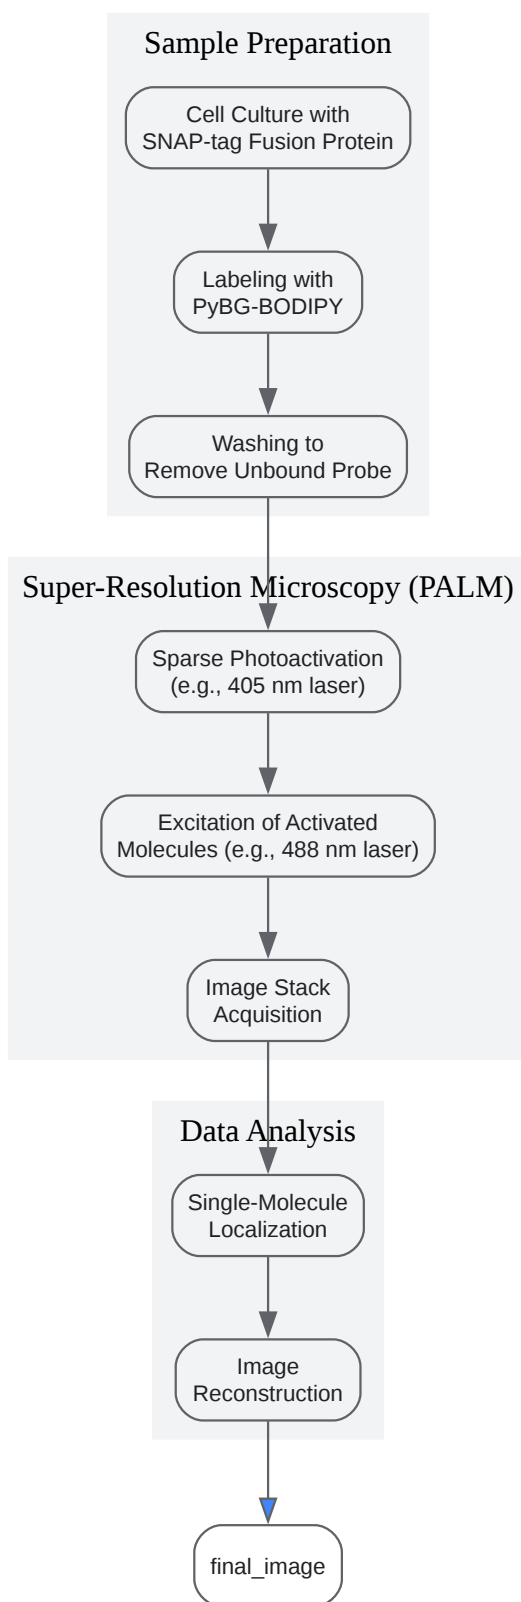 Sample Preparation
Cell Culture with
SNAP-tag Fusion Protein
Labeling with
PyBG-BODIPY
Washing to
Remove Unbound Probe
Super-Resolution Microscopy (PALM)
Sparse Photoactivation
(e.g., 405 nm laser)
Excitation of Activated
Molecules (e.g., 488 nm laser)
Image Stack
Acquisition
Data Analysis
Single-Molecule
Localization
Image
Reconstruction
final_image